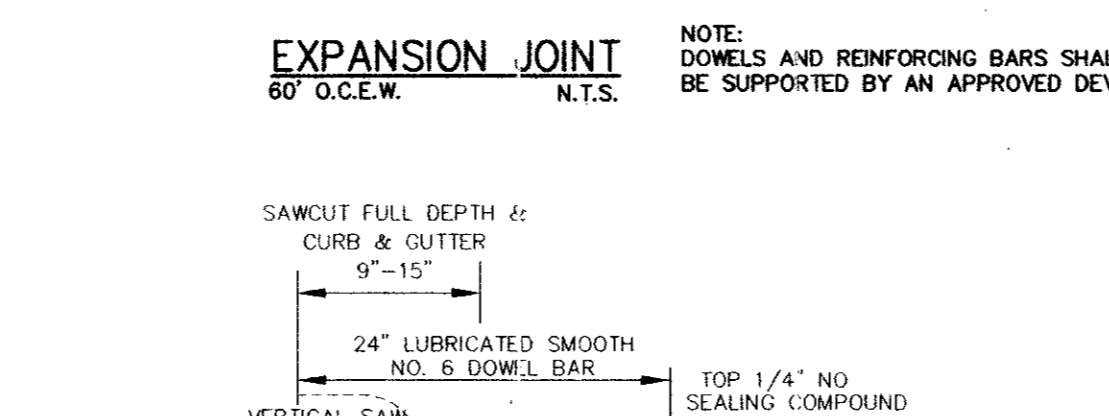 EXPANSION JOINT
60' O.C.E.W. N.T.S.
NOTE:
DOWELS AND REINFORCING BARS
BE SUPPORTED BY AN APPROVED
SAWCUT FULL DEPTH &
CURB & GUTTER
9"-15"
24" LUBRICATED SMOOTH
NO. 6 DOWEL BAR
TOP 1/4" NO
SEALING COMPOUND
VERTICAL SAW